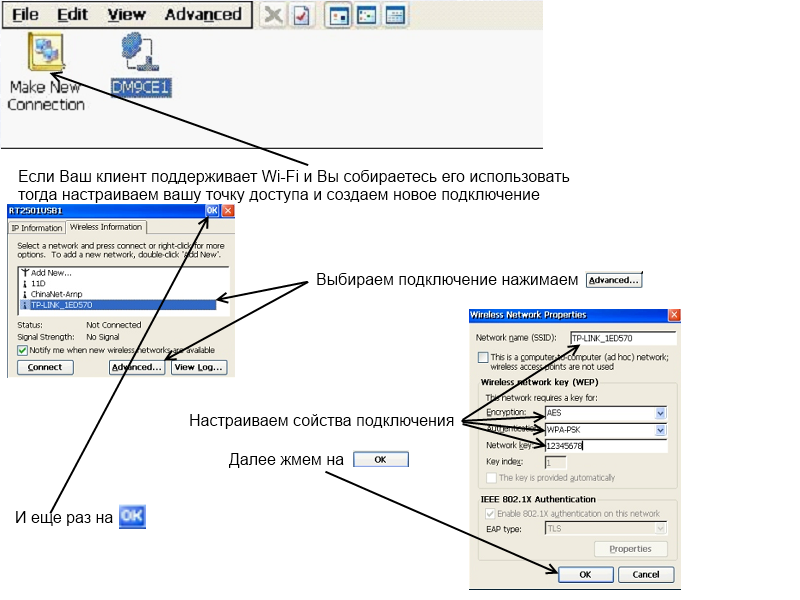 File Edit View Advanced
Make New
Connection
DM9CE1
Если Ваш клиент поддерживает Wi-Fi и Вы собираетесь его использовать
тогда настраиваем вашу точку доступа и создаем новое подключение
RT2501USB1 OK
IP Information Wireless Information
Select a network and press connect or right-click for more
options. To add a new network, double-click 'Add New'.
Add New...
11D
ChinaNet-Arnp
TP-LINK_1ED570
Status: Not Connected
Signal Strength: No Signal
Notify me when new wireless networks are available
Connect Advanced... View Log...
Выбираем подключение нажимаем Advanced...
Wireless Network Properties
Network name (SSID): TP-LINK_1ED570
This is a computer-to-computer (ad hoc) network;
wireless access points are not used
Wireless network key (WEP)
This network requires a key for:
Encryption: AES
Authentication WPA-PSK
Network key: 12345678
Key index: 1
The key is provided automatically
IEEE 802.1X Authentication
Enable 802.1X authentication on this network
EAP type: TLS
Properties
OK Cancel
Настраиваем сойства подключения
Далее жмем на OK
И еще раз на OK